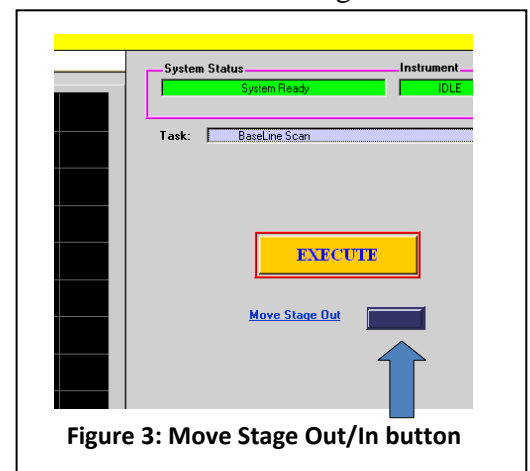 System Status Instrument
System Ready IDLE
Task: BaseLine Scan
EXECUTE
Move Stage Out
Figure 3: Move Stage Out/In button